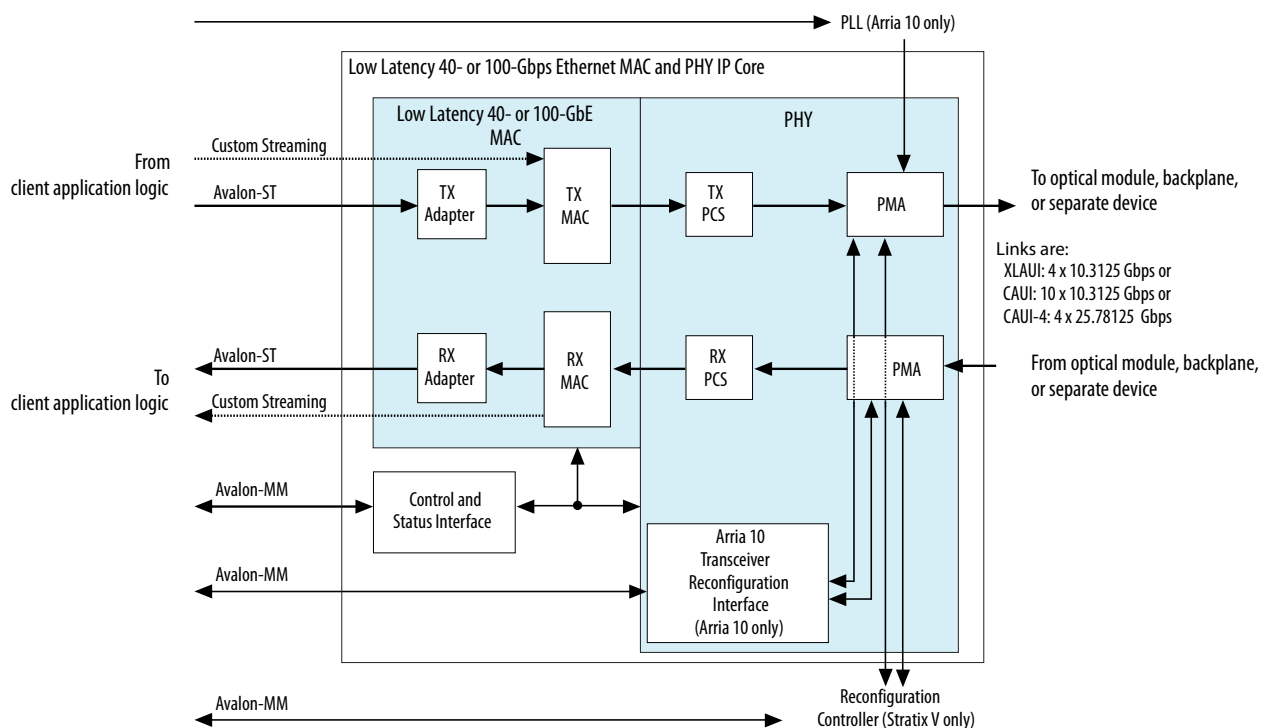 PLL (Arria 10 only)
Low Latency 40- or 100-Gbps Ethernet MAC and PHY IP Core
Low Latency 40- or 100-GbE
MAC
PHY
From
client application logic
Custom Streaming
Avalon-ST
TX
Adapter
TX
MAC
TX
PCS
PMA
To optical module, backplane,
or separate device
Links are:
XLAUI: 4 x 10.3125 Gbps or
CAUI: 10 x 10.3125 Gbps or
CAUI-4: 4 x 25.78125 Gbps
To
client application logic
Avalon-ST
Custom Streaming
RX
Adapter
RX
MAC
RX
PCS
PMA
From optical module, backplane,
or separate device
Avalon-MM
Control and
Status Interface
Avalon-MM
Arria 10
Transceiver
Reconfiguration
Interface
(Arria 10 only)
Avalon-MM
Reconfiguration
Controller (Stratix V only)